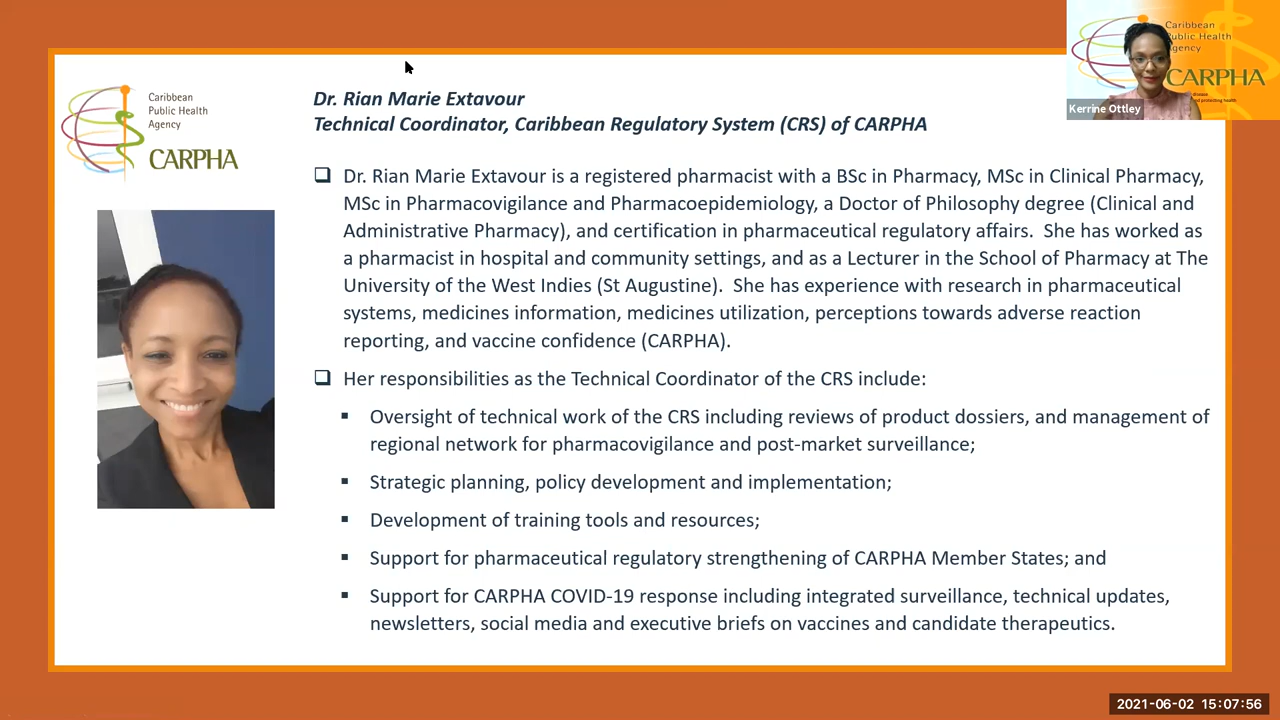 Caribbean
Public Health
Agency
CARPHA
Dr. Rian Marie Extavour
Technical Coordinator, Caribbean Regulatory System (CRS) of CARPHA
Dr. Rian Marie Extavour is a registered pharmacist with a BSc in Pharmacy, MSc in Clinical Pharmacy,
MSc in Pharmacovigilance and Pharmacoepidemiology, a Doctor of Philosophy degree (Clinical and
Administrative Pharmacy), and certification in pharmaceutical regulatory affairs. She has worked as
a pharmacist in hospital and community settings, and as a Lecturer in the School of Pharmacy at The
University of the West Indies (St Augustine). She has experience with research in pharmaceutical
systems, medicines information, medicines utilization, perceptions towards adverse reaction
reporting, and vaccine confidence (CARPHA).
Her responsibilities as the Technical Coordinator of the CRS include:
Oversight of technical work of the CRS including reviews of product dossiers, and management of
regional network for pharmacovigilance and post-market surveillance;
Strategic planning, policy development and implementation;
Development of training tools and resources;
Support for pharmaceutical regulatory strengthening of CARPHA Member States; and
Support for CARPHA COVID-19 response including integrated surveillance, technical updates,
newsletters, social media and executive briefs on vaccines and candidate therapeutics.
Caribbean
Public Health
Agency
CARPHA
Kerrine Ottley
2021-06-02 15:07:56